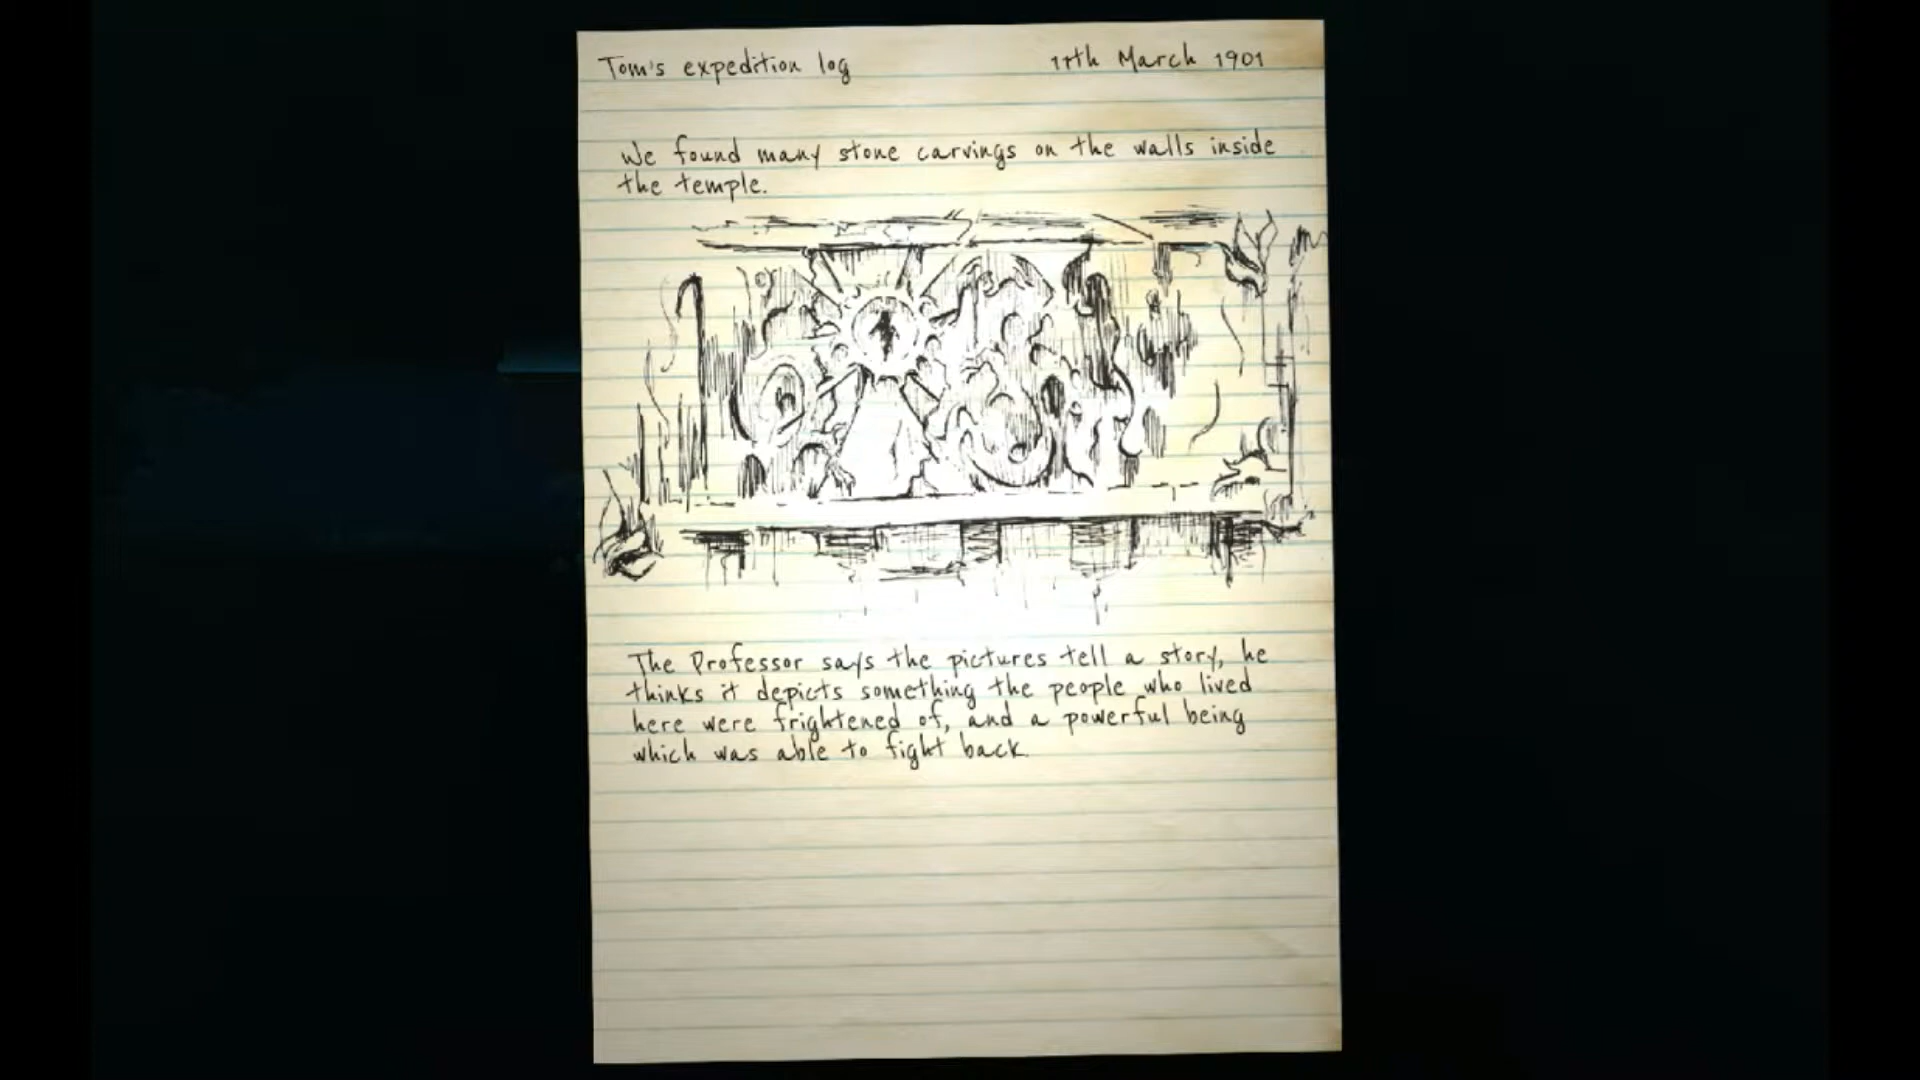 Tom's expedition log 11th March 1901
We found many stone carvings on the walls inside
the temple.
The Professor says the pictures tell a story, he
thinks it depicts something the people who lived
here were frightened of, and a powerful being
which was able to fight back.